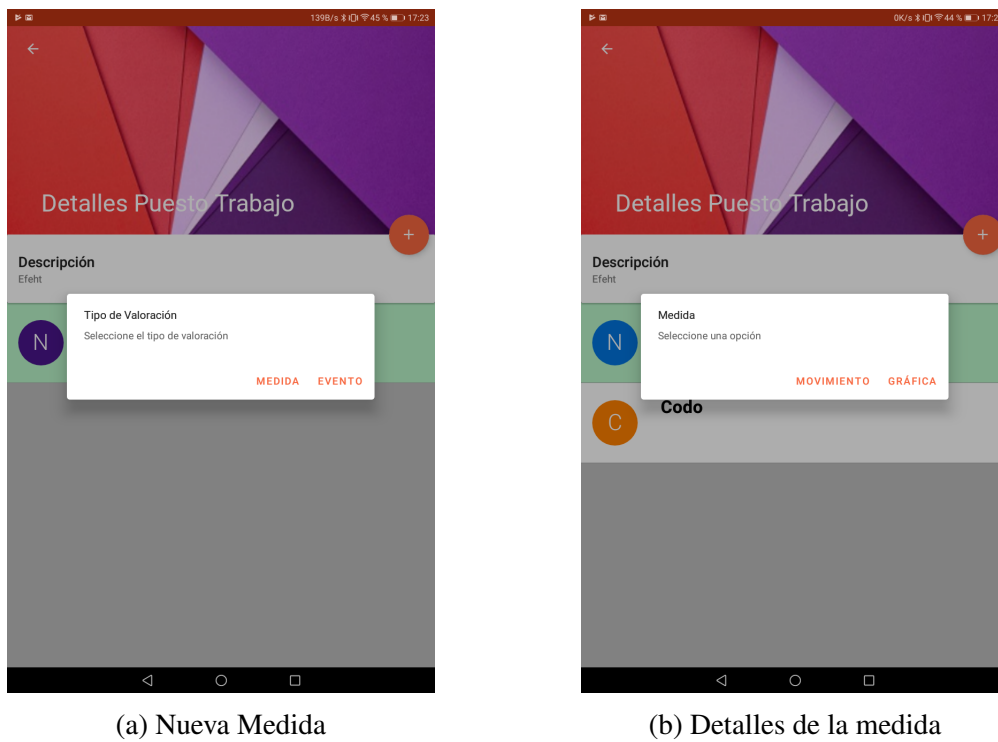 139B/s 45 % 17:23
Detalles Puesto Trabajo
+
Descripción
Efeht
N
Tipo de Valoración
Seleccione el tipo de valoración
MEDIDA EVENTO
(a) Nueva Medida
0K/s 44 % 17:2
Detalles Puesto Trabajo
+
Descripción
Efeht
N
Medida
Seleccione una opción
MOVIMIENTO GRÁFICA
C
Codo
(b) Detalles de la medida